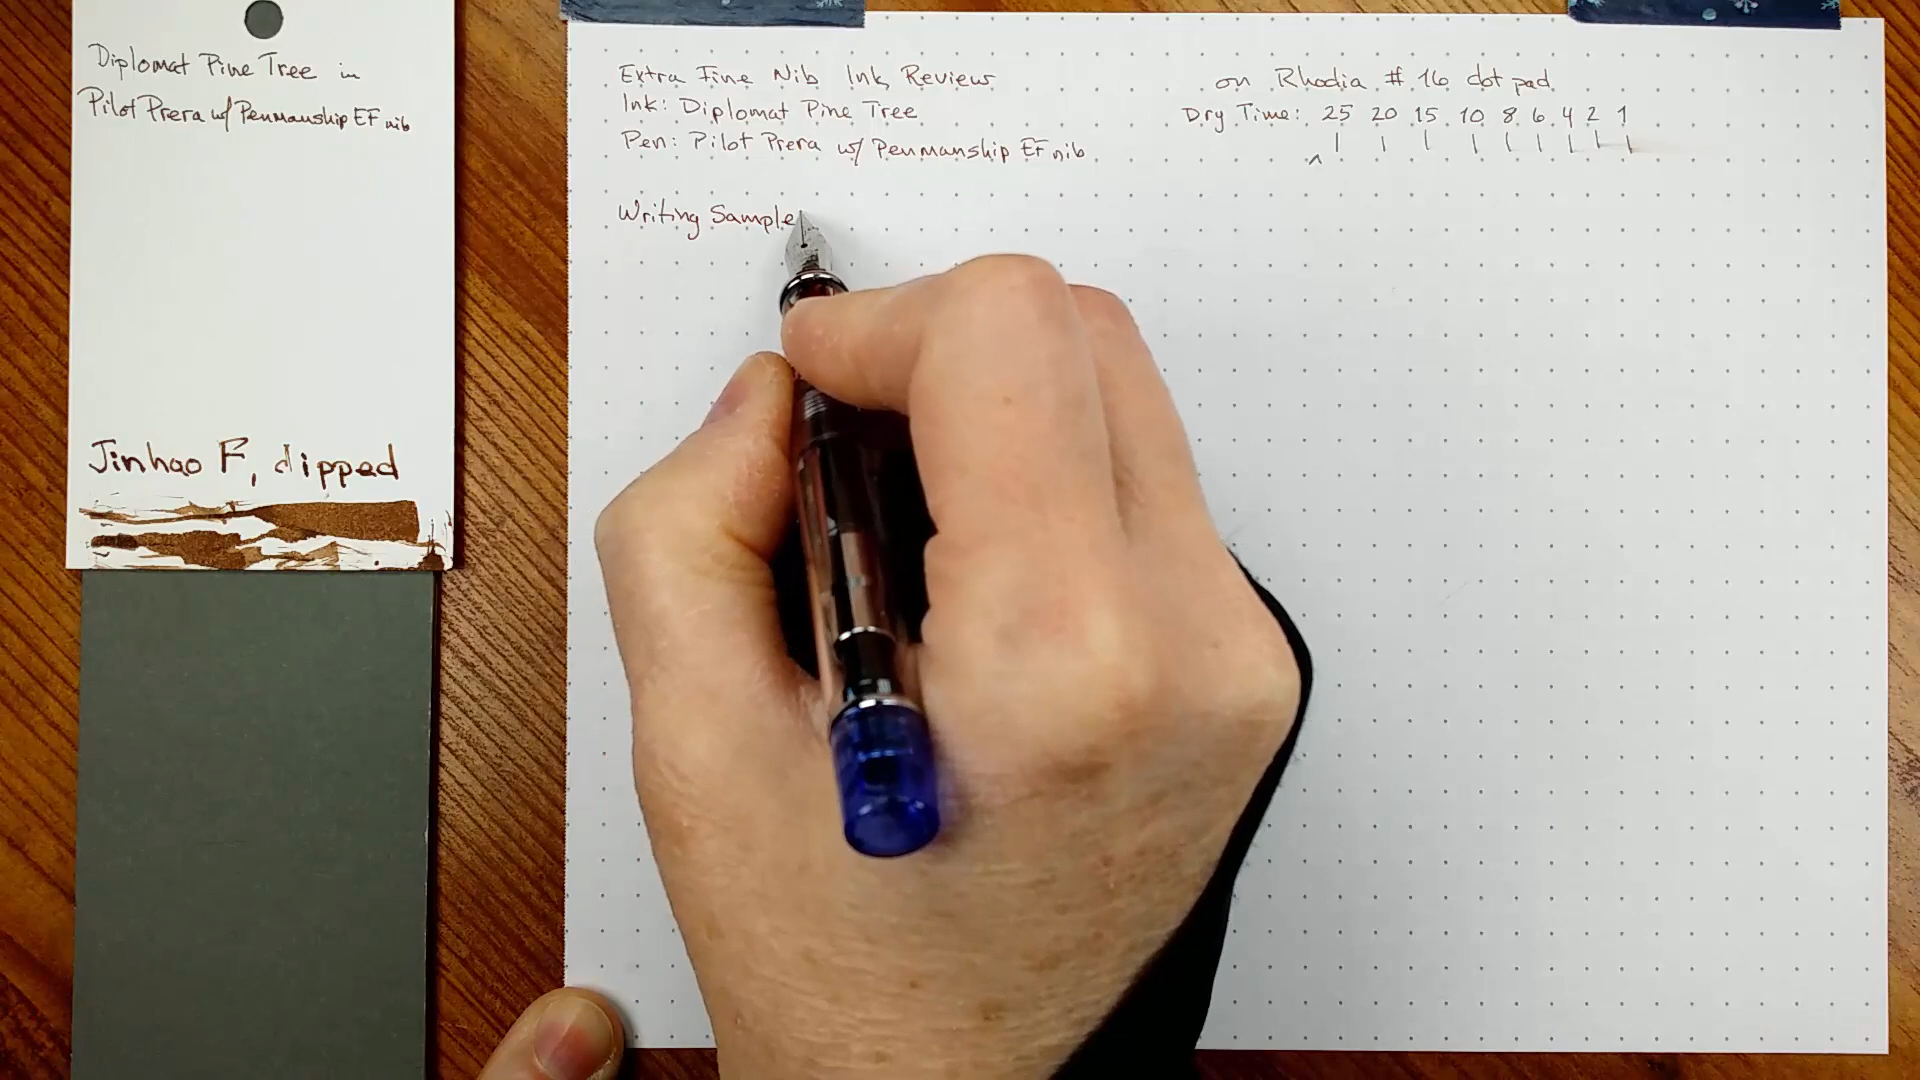 Diplomat Pine Tree in
Pilot Prera w/ Penmanship EF nib
Jinhao F, dipped
Extra Fine Nib Ink Review
Ink: Diplomat Pine Tree
Pen: Pilot Prera w/ Penmanship EF nib
on Rhodia # 16 dot pad
Dry Time: 25 20 15 10 8 6 4 2 1
Writing Sample